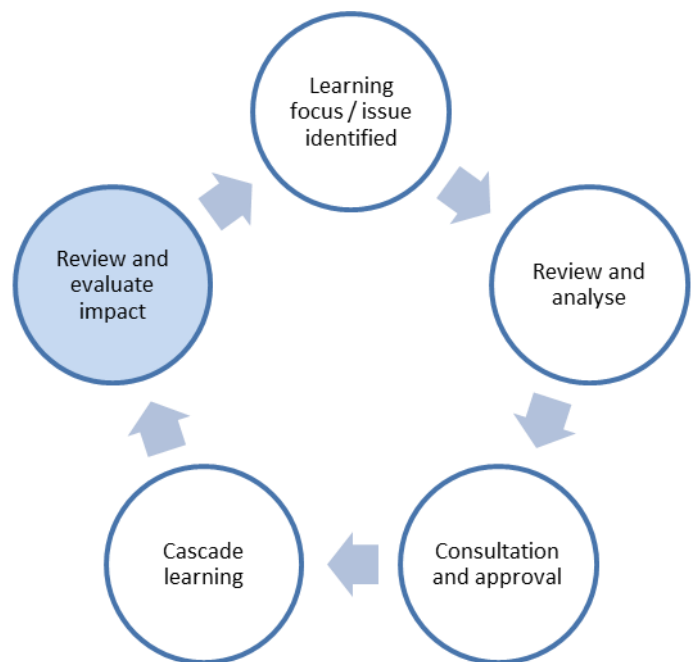 Learning
focus / issue
identified
Review and
analyse
Consultation
and approval
Cascade
learning
Review and
evaluate
impact